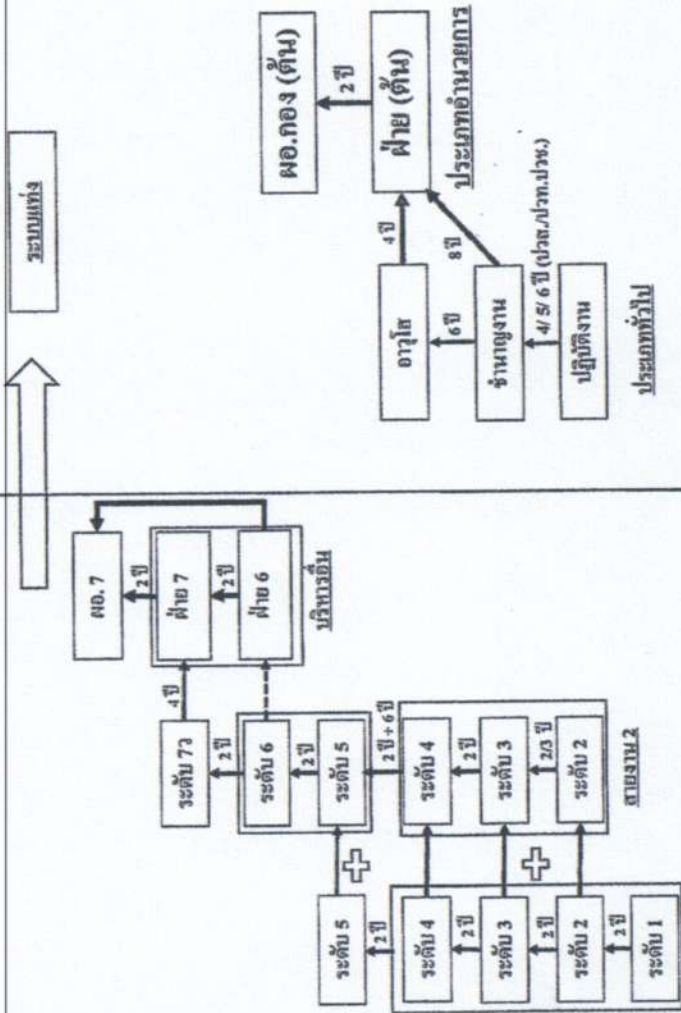 ระบบแท่ง
ผอ. 7
2 ปี
ฝ่าย 7
2 ปี
ฝ่าย 6
บริหารอื่น
4 ปี
ระดับ 7ว
2 ปี
ระดับ 6
2 ปี
ระดับ 5
2 ปี + 6 ปี
ระดับ 4
2 ปี
ระดับ 3
2/3 ปี
ระดับ 2
สายงาน 2
ระดับ 5
2 ปี
ระดับ 4
2 ปี
ระดับ 3
2 ปี
ระดับ 2
2 ปี
ระดับ 1
ผอ.กอง (ต้น)
2 ปี
ฝ่าย (ต้น)
ประเภทอำนวยการ
4 ปี
8 ปี
อาวุโส
6 ปี
ชำนาญงาน
4/ 5/ 6 ปี (ปวส./ปวท.ปวช.)
ปฏิบัติงาน
ประเภททั่วไป